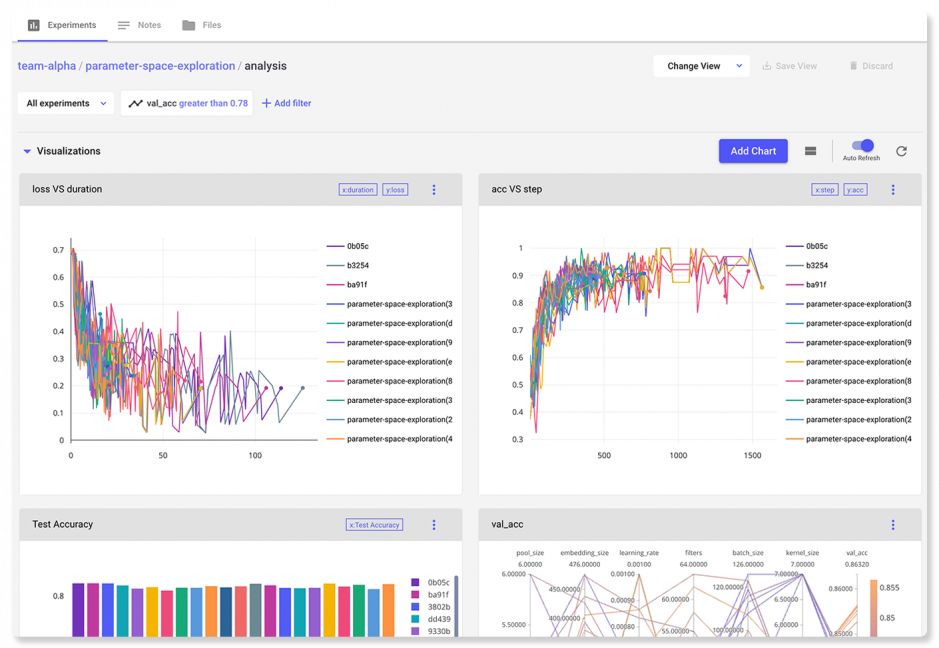 Experiments Notes Files
team-alpha / parameter-space-exploration / analysis
Change View Save View Discard
All experiments val_acc greater than 0.78 + Add filter
Visualizations
Add Chart
Auto Refresh
loss VS duration x:duration y:loss
0.7
0.6
0.5
0.4
0.3
0.2
0.1
0
0 50 100
0b05c
b3254
ba91f
parameter-space-exploration(3
parameter-space-exploration(d
parameter-space-exploration(9
parameter-space-exploration(e
parameter-space-exploration(8
parameter-space-exploration(3
parameter-space-exploration(2
parameter-space-exploration(4
acc VS step x:step y:acc
1
0.9
0.8
0.7
0.6
0.5
0.4
0.3
500 1000 1500
0b05c
b3254
ba91f
parameter-space-exploration(3
parameter-space-exploration(d
parameter-space-exploration(9
parameter-space-exploration(e
parameter-space-exploration(8
parameter-space-exploration(3
parameter-space-exploration(2
parameter-space-exploration(4
Test Accuracy x:Test Accuracy
0.8
0b05c
ba91f
3802b
dd439
9330b
val_acc
pool_size embedding_size learning_rate filters batch_size kernel_size val_acc
6.00000 476.00000 0.00100 64.00000 126.00000 7.00000 0.86320
6.00000 0.00100 7.00000
450.00000 120.00000 0.86000 0.855
0.00090 60.00000 6.50000
400.00000 0.85
5.50000 0.00080 55.00000 100.00000 6.00000 0.85000